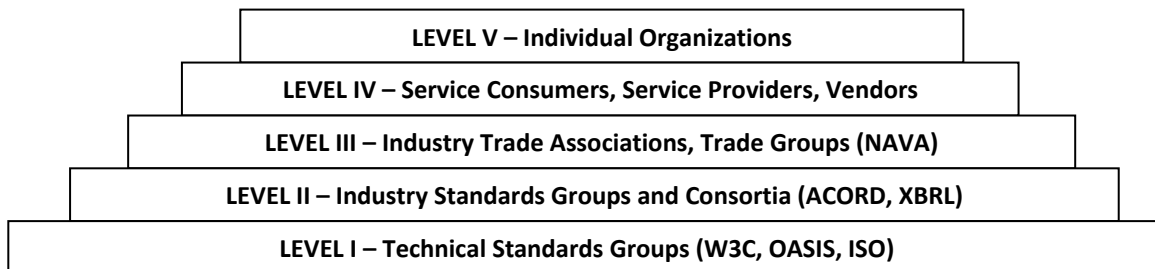 LEVEL V – Individual Organizations
LEVEL IV – Service Consumers, Service Providers, Vendors
LEVEL III – Industry Trade Associations, Trade Groups (NAVA)
LEVEL II – Industry Standards Groups and Consortia (ACORD, XBRL)
LEVEL I – Technical Standards Groups (W3C, OASIS, ISO)